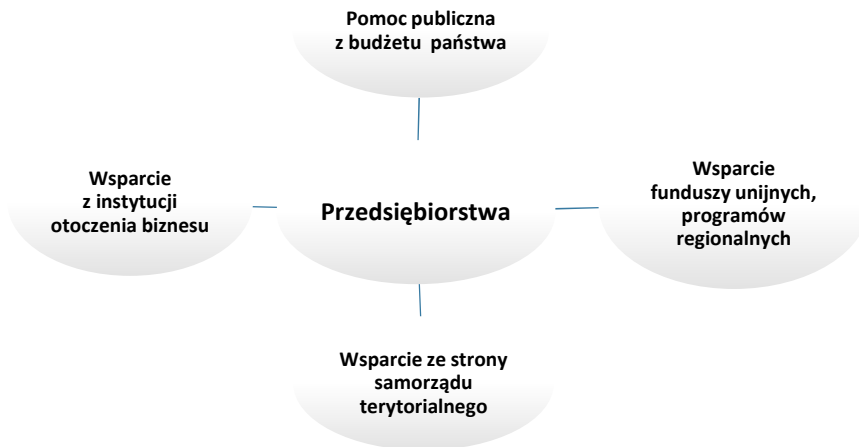 Pomoc publiczna
z budżetu państwa
Wsparcie
z instytucji
otoczenia biznesu
Przedsiębiorstwa
Wsparcie
funduszy unijnych,
programów
regionalnych
Wsparcie ze strony
samorządu
terytorialnego